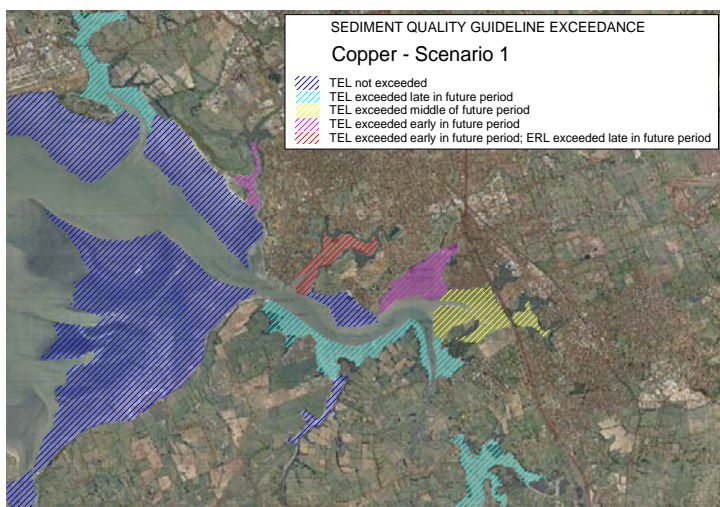 SEDIMENT QUALITY GUIDELINE EXCEEDANCE
Copper - Scenario 1
TEL not exceeded
TEL exceeded late in future period
TEL exceeded middle of future period
TEL exceeded early in future period
TEL exceeded early in future period; ERL exceeded late in future period